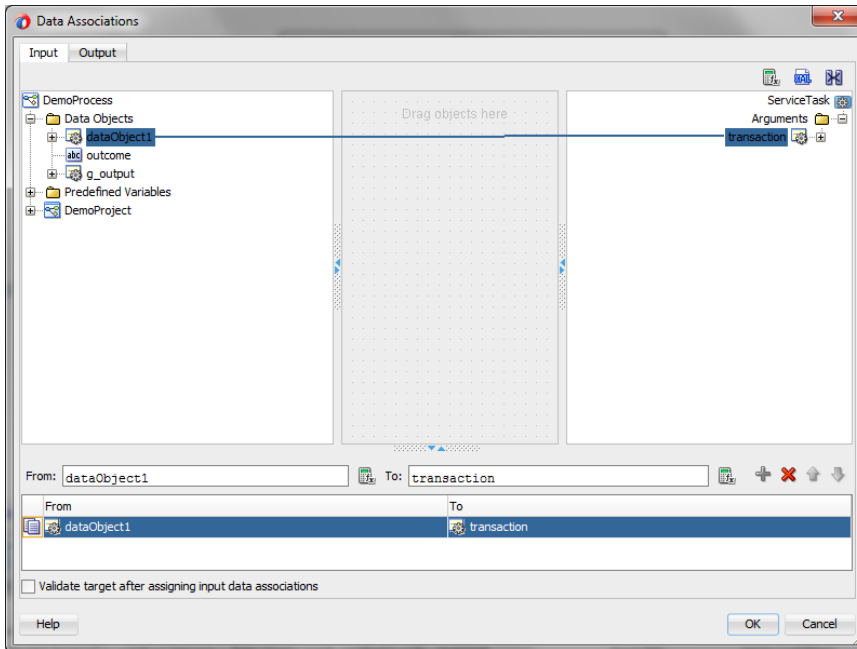 Data Associations
Input Output
DemoProcess
Data Objects
dataObject1
abc outcome
g_output
Predefined Variables
DemoProject
Drag objects here
ServiceTask
Arguments
transaction
From: dataObject1 To: transaction
From To
dataObject1 transaction
Validate target after assigning input data associations
Help OK Cancel